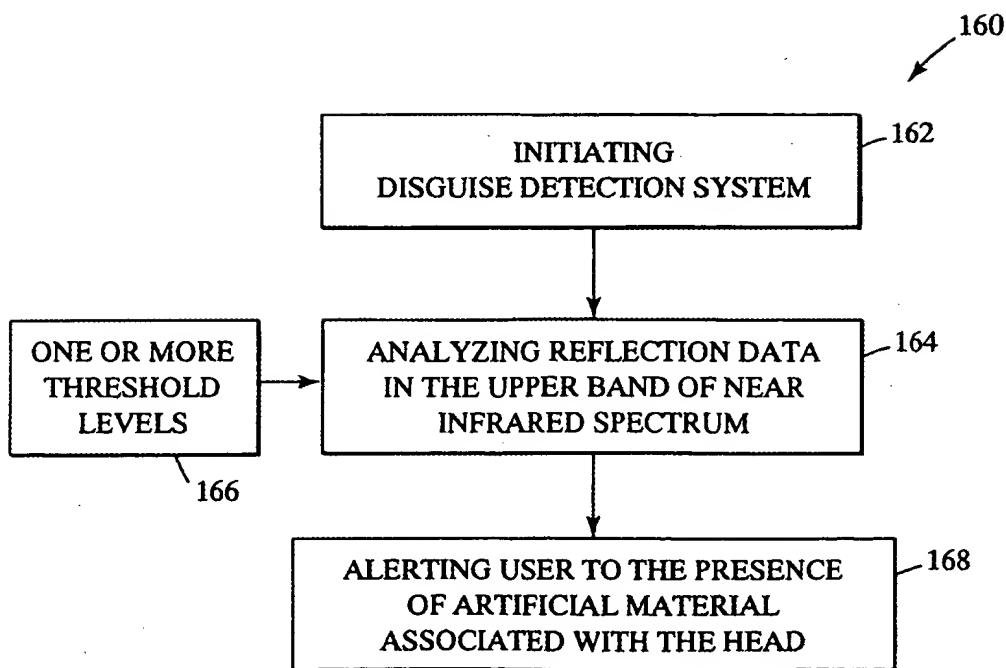 160
INITIATING
DISGUISE DETECTION SYSTEM
162
ONE OR MORE
THRESHOLD
LEVELS
166
ANALYZING REFLECTION DATA
IN THE UPPER BAND OF NEAR
INFRARED SPECTRUM
164
ALERTING USER TO THE PRESENCE
OF ARTIFICIAL MATERIAL
ASSOCIATED WITH THE HEAD
168